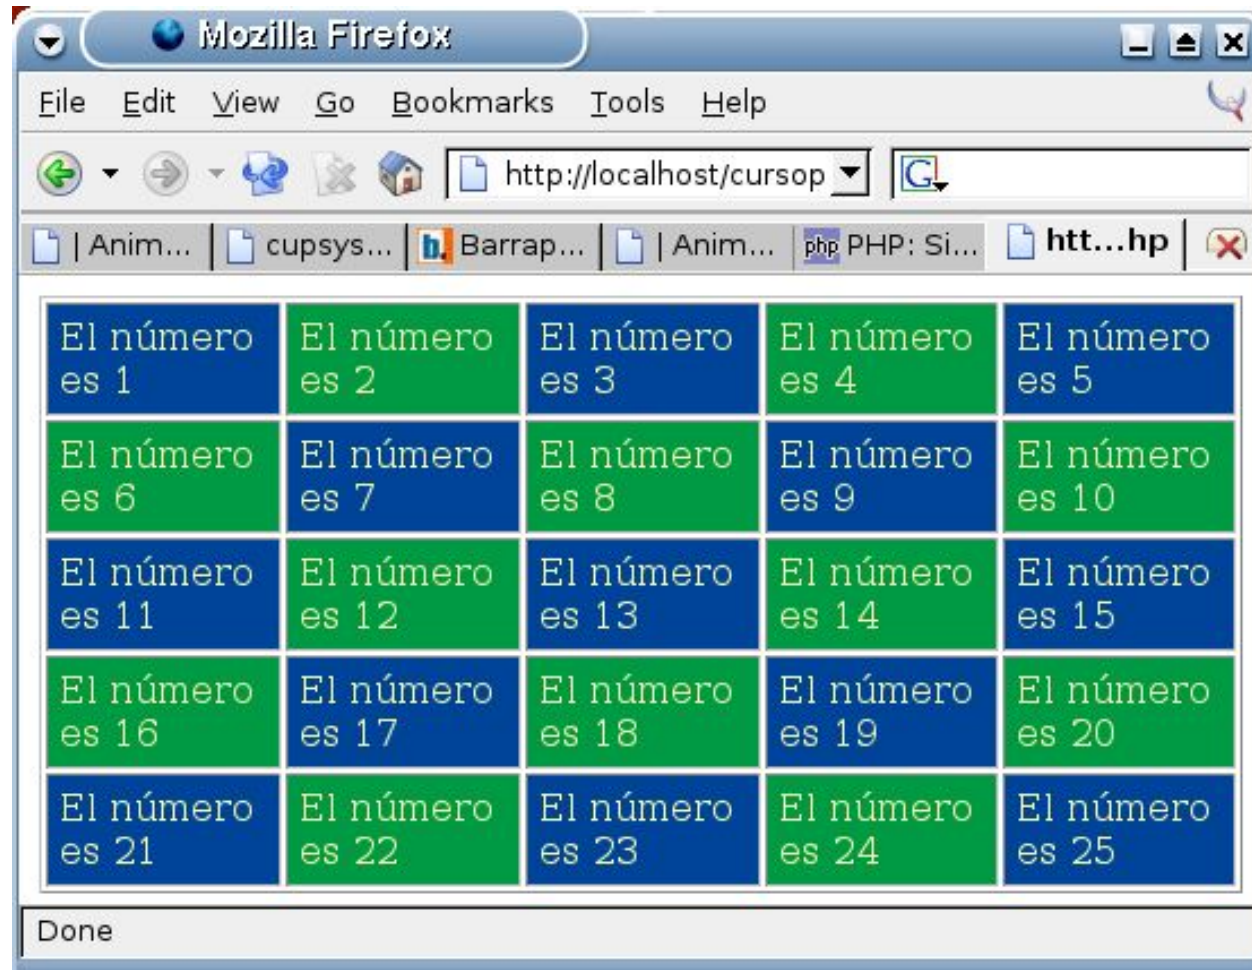 Mozilla Firefox
File Edit View Go Bookmarks Tools Help
http://localhost/cursop
G
| Anim... cupsys... b. Barrap... | Anim... php PHP: Si... htt...hp
El número El número El número El número El número
es 1 es 2 es 3 es 4 es 5
El número El número El número El número El número
es 6 es 7 es 8 es 9 es 10
El número El número El número El número El número
es 11 es 12 es 13 es 14 es 15
El número El número El número El número El número
es 16 es 17 es 18 es 19 es 20
El número El número El número El número El número
es 21 es 22 es 23 es 24 es 25
Done